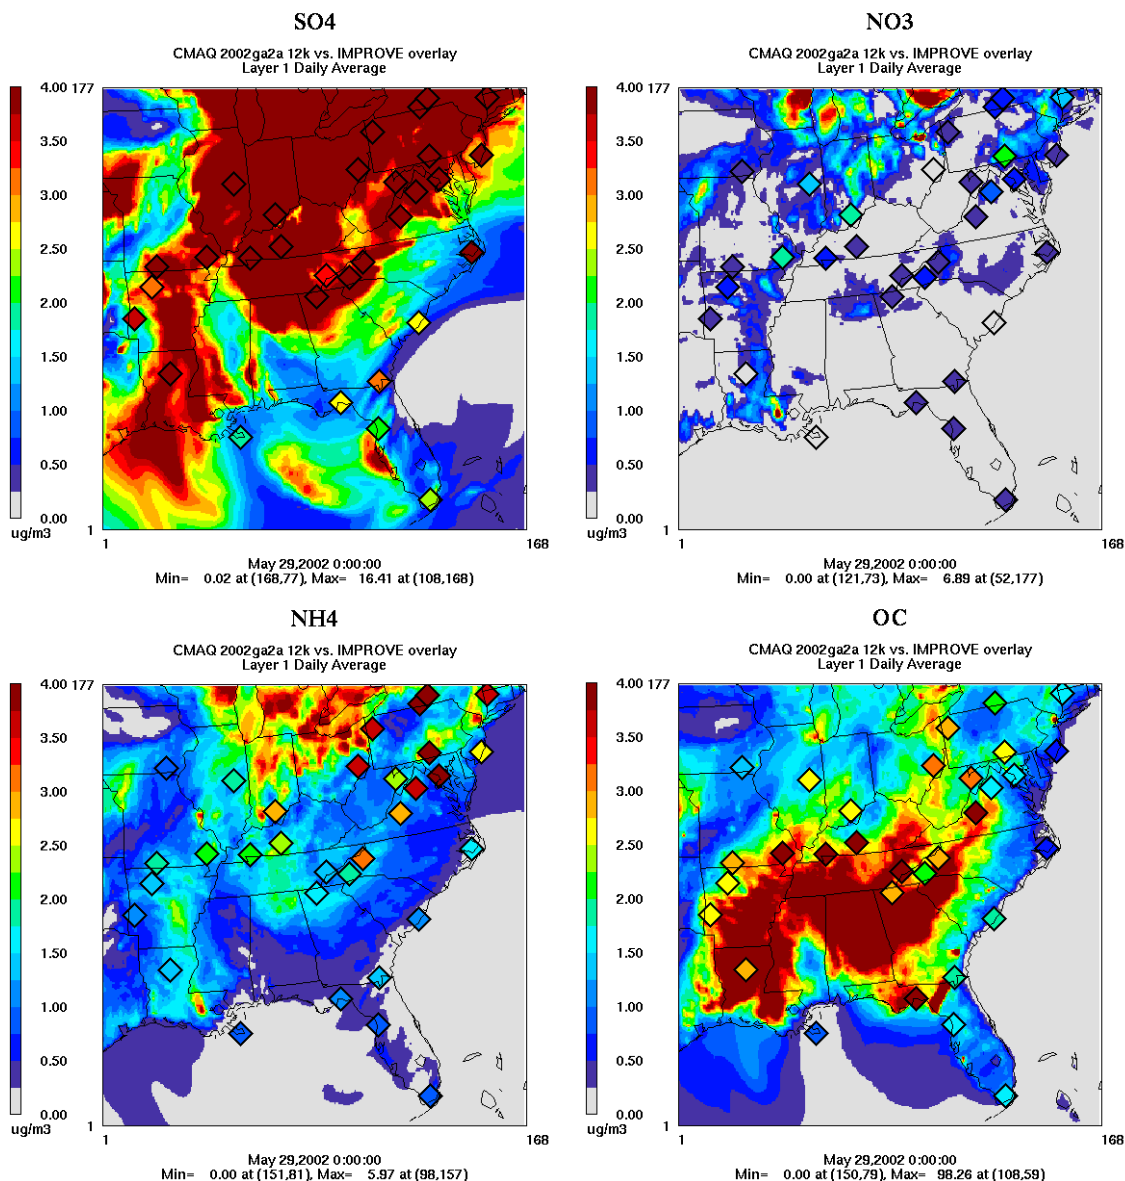 SO4
CMAQ 2002ga2a 12k vs. IMPROVE overlay
Layer 1 Daily Average
4.00
3.50
3.00
2.50
2.00
1.50
1.00
0.50
0.00
ug/m3
177
1
1
168
May 29,2002 0:00:00
Min= 0.02 at (168,77), Max= 16.41 at (108,168)
NO3
CMAQ 2002ga2a 12k vs. IMPROVE overlay
Layer 1 Daily Average
4.00
3.50
3.00
2.50
2.00
1.50
1.00
0.50
0.00
ug/m3
177
1
1
168
May 29,2002 0:00:00
Min= 0.00 at (121,73), Max= 6.89 at (52,177)
NH4
CMAQ 2002ga2a 12k vs. IMPROVE overlay
Layer 1 Daily Average
4.00
3.50
3.00
2.50
2.00
1.50
1.00
0.50
0.00
ug/m3
177
1
1
168
May 29,2002 0:00:00
Min= 0.00 at (151,81), Max= 5.97 at (98,157)
OC
CMAQ 2002ga2a 12k vs. IMPROVE overlay
Layer 1 Daily Average
4.00
3.50
3.00
2.50
2.00
1.50
1.00
0.50
0.00
ug/m3
177
1
1
168
May 29,2002 0:00:00
Min= 0.00 at (150,79), Max= 98.26 at (108,59)